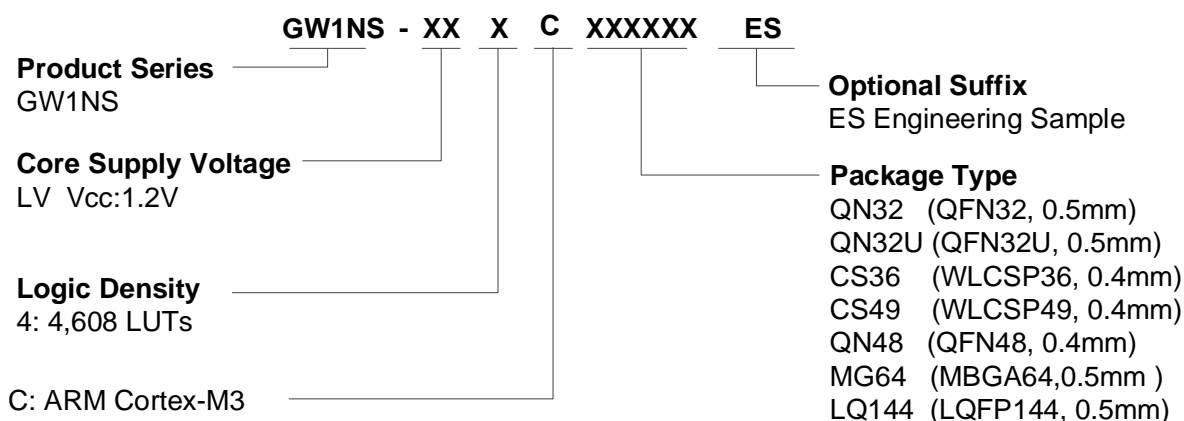 GW1NS - XX X C XXXXXX ES
Product Series
GW1NS
Core Supply Voltage
LV Vcc:1.2V
Logic Density
4: 4,608 LUTs
C: ARM Cortex-M3
Optional Suffix
ES Engineering Sample
Package Type
QN32 (QFN32, 0.5mm)
QN32U (QFN32U, 0.5mm)
CS36 (WLCSP36, 0.4mm)
CS49 (WLCSP49, 0.4mm)
QN48 (QFN48, 0.4mm)
MG64 (MBGA64,0.5mm )
LQ144 (LQFP144, 0.5mm)